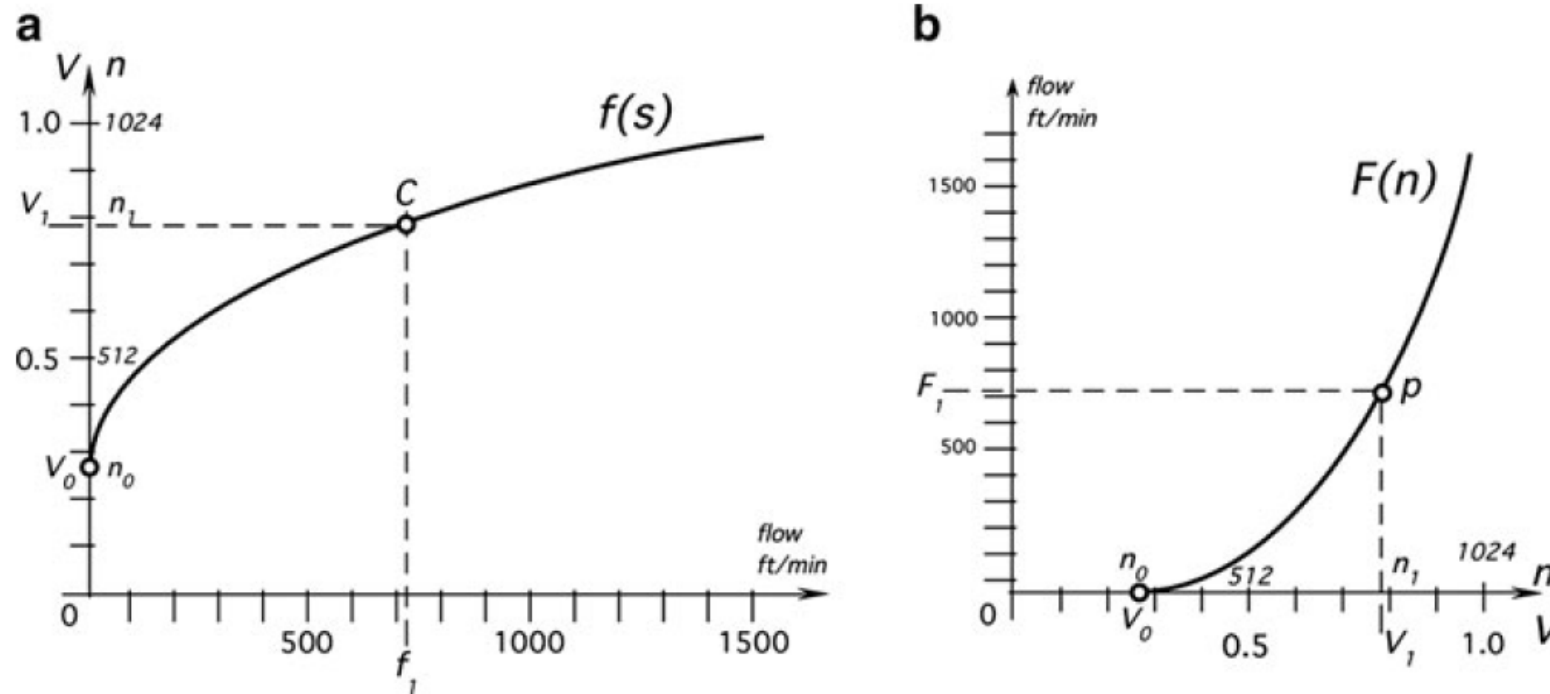 a
V n
1.0 1024
f(s)
C
V1 n1
0.5 512
V0 n0
flow
ft/min
0 500 1000 1500
f1
b
flow
ft/min
1500
F(n)
1000
F1 p
500
n0 512 n1 1024 n
0 V0 0.5 V1 1.0 V